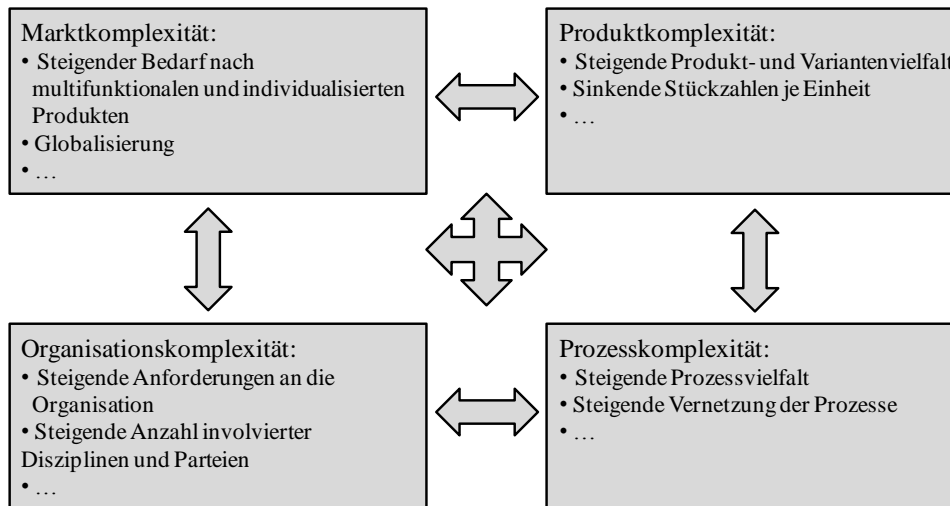 Marktkomplexität:
• Steigender Bedarf nach
multifunktionalen und individualisierten
Produkten
• Globalisierung
• …
Produktkomplexität:
• Steigende Produkt- und Variantenvielfalt
• Sinkende Stückzahlen je Einheit
• …
Organisationskomplexität:
• Steigende Anforderungen an die
Organisation
• Steigende Anzahl involvierter
Disziplinen und Parteien
• …
Prozesskomplexität:
• Steigende Prozessvielfalt
• Steigende Vernetzung der Prozesse
• …